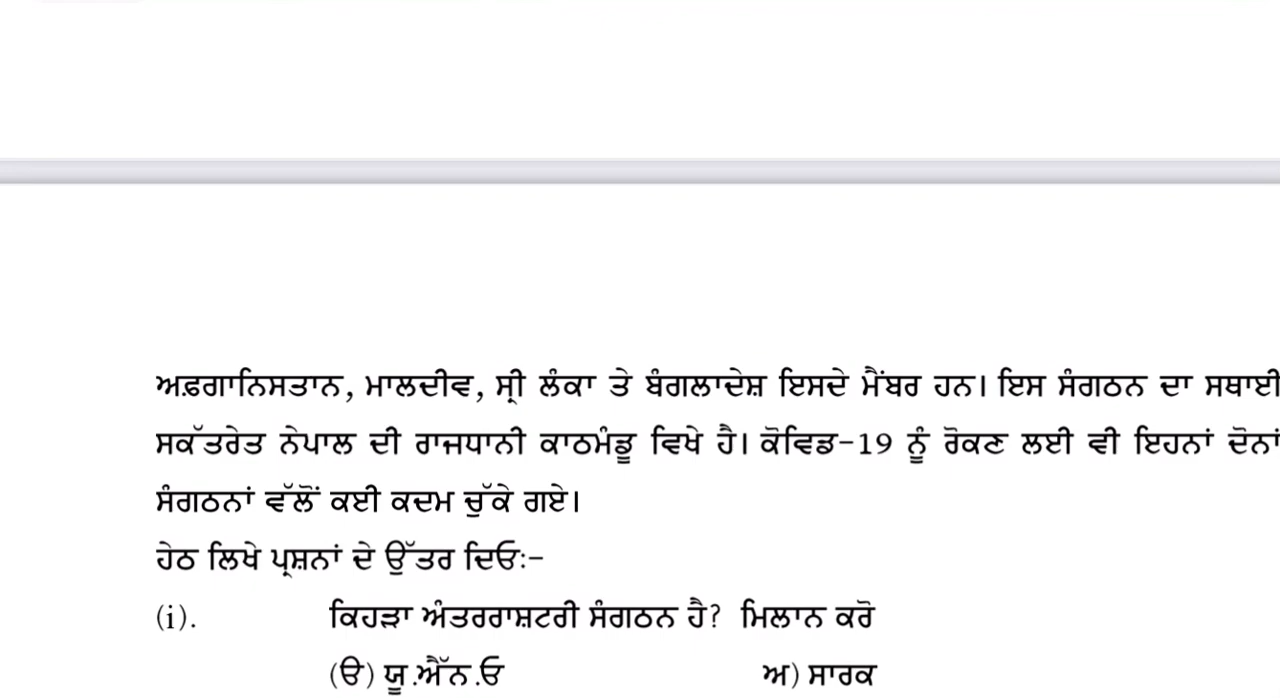 ਅਫ਼ਗਾਨਿਸਤਾਨ, ਮਾਲਦੀਵ, ਸ੍ਰੀ ਲੰਕਾ ਤੇ ਬੰਗਲਾਦੇਸ਼ ਇਸਦੇ ਮੈਂਬਰ ਹਨ। ਇਸ ਸੰਗਠਨ ਦਾ ਸਥਾਈ
ਸਕੱਤਰੇਤ ਨੇਪਾਲ ਦੀ ਰਾਜਧਾਨੀ ਕਾਠਮੰਡੂ ਵਿਖੇ ਹੈ। ਕੋਵਿਡ-19 ਨੂੰ ਰੋਕਣ ਲਈ ਵੀ ਇਹਨਾਂ ਦੋਨਾਂ
ਸੰਗਠਨਾਂ ਵੱਲੋਂ ਕਈ ਕਦਮ ਚੁੱਕੇ ਗਏ।
ਹੇਠ ਲਿਖੇ ਪ੍ਰਸ਼ਨਾਂ ਦੇ ਉੱਤਰ ਦਿਓ:-
(i). ਕਿਹੜਾ ਅੰਤਰਰਾਸ਼ਟਰੀ ਸੰਗਠਨ ਹੈ? ਮਿਲਾਨ ਕਰੋ
(ੳ) ਯੂ.ਐੱਨ.ਓ ਅ) ਸਾਰਕ